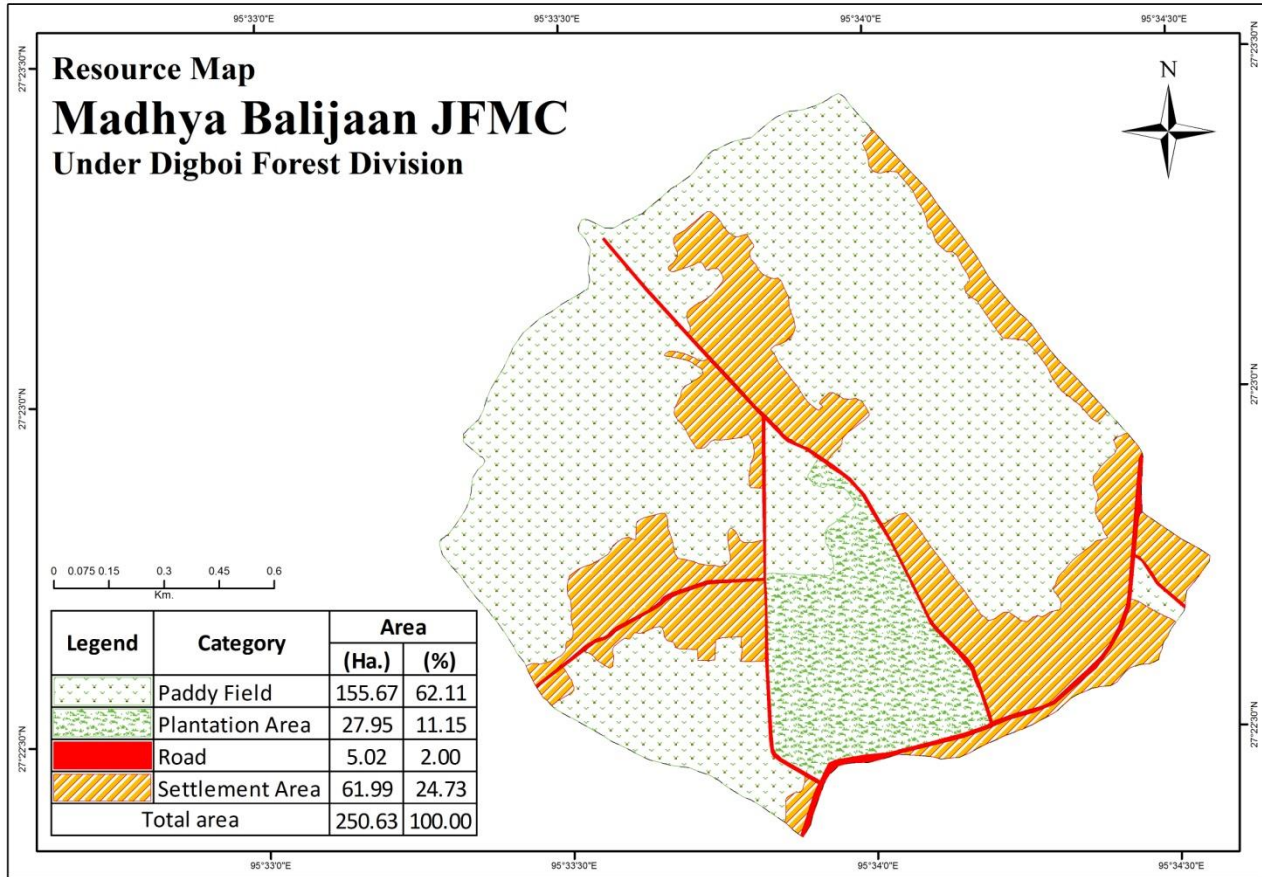 95°33'0"E 95°33'30"E 95°34'0"E 95°34'30"E
27°23'30"N 27°23'30"N
Resource Map
Madhya Balijaan JFMC
Under Digboi Forest Division
N
27°23'0"N 27°23'0"N
0 0.075 0.15 0.3 0.45 0.6
Km.
Legend Category Area
(Ha.) (%)
Paddy Field 155.67 62.11
Plantation Area 27.95 11.15
Road 5.02 2.00
Settlement Area 61.99 24.73
Total area 250.63 100.00
27°22'30"N 27°22'30"N
95°33'0"E 95°33'30"E 95°34'0"E 95°34'30"E